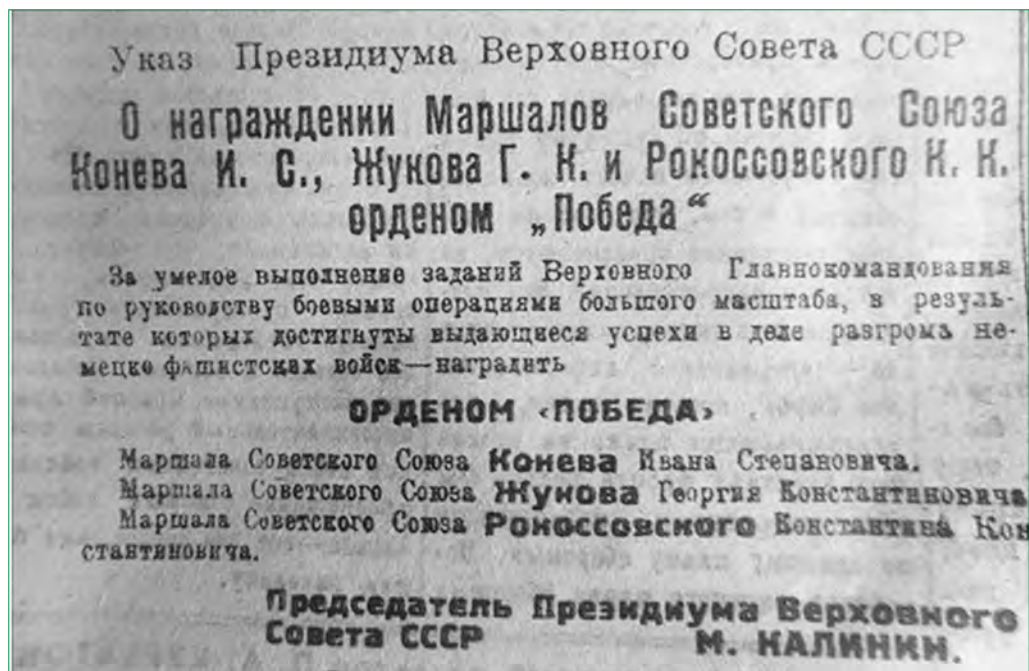 Указ Президиума Верховного Совета СССР
О награждении Маршалов Советского Союза
Конева И. С., Жукова Г. К. и Рокоссовского К. К.
орденом „Победа“
За умелое выполнение заданий Верховного Главнокомандования
по руководству боевыми операциями большого масштаба, в резуль-
тате которых достигнуты выдающиеся успехи в деле разгрома не-
мецко фашистских войск—наградить
ОРДЕНОМ «ПОБЕДА»
Маршала Советского Союза Конева Ивана Степановича.
Маршала Советского Союза Жукова Георгия Константиновича
Маршала Советского Союза Рокоссовского Константина Кон
стантиновича.
Председатель Президиума Верховного
Совета СССР М. КАЛИНИН.